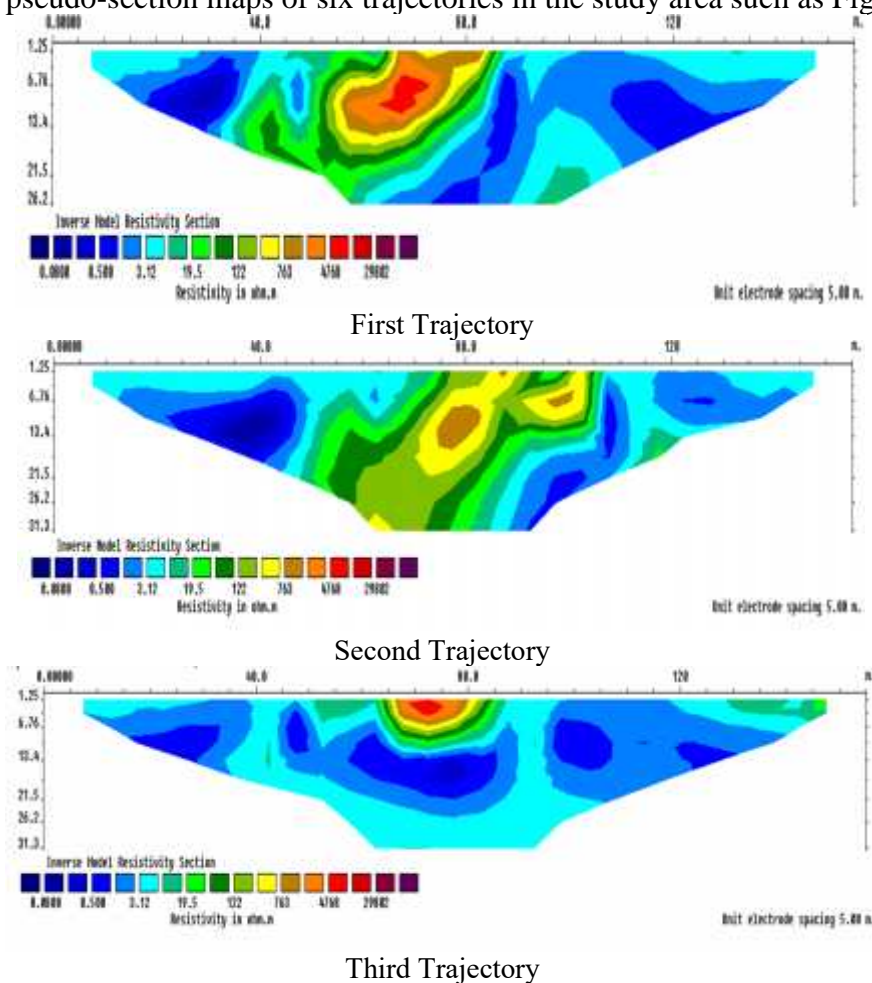 pseudo-section maps of six trajectories in the study area such as Fig
0.00000 40.0 80.0 120 m.
1.25
6.76
13.4
21.5
26.2
Inverse Model Resistivity Section
0.0800 0.500 3.12 19.5 122 763 4760 29802
Resistivity in ohm.m
Unit electrode spacing 5.00 m.
First Trajectory
0.00000 40.0 80.0 120 m.
1.25
6.76
13.4
21.5
26.2
31.3
Inverse Model Resistivity Section
0.0800 0.500 3.12 19.5 122 763 4760 29802
Resistivity in ohm.m
Unit electrode spacing 5.00 m.
Second Trajectory
0.00000 40.0 80.0 120
1.25
6.76
13.4
21.5
26.2
31.3
Inverse Model Resistivity Section
0.0800 0.500 3.12 19.5 122 763 4760 29802
Resistivity in ohm.m
Unit electrode spacing 5.00 m
Third Trajectory